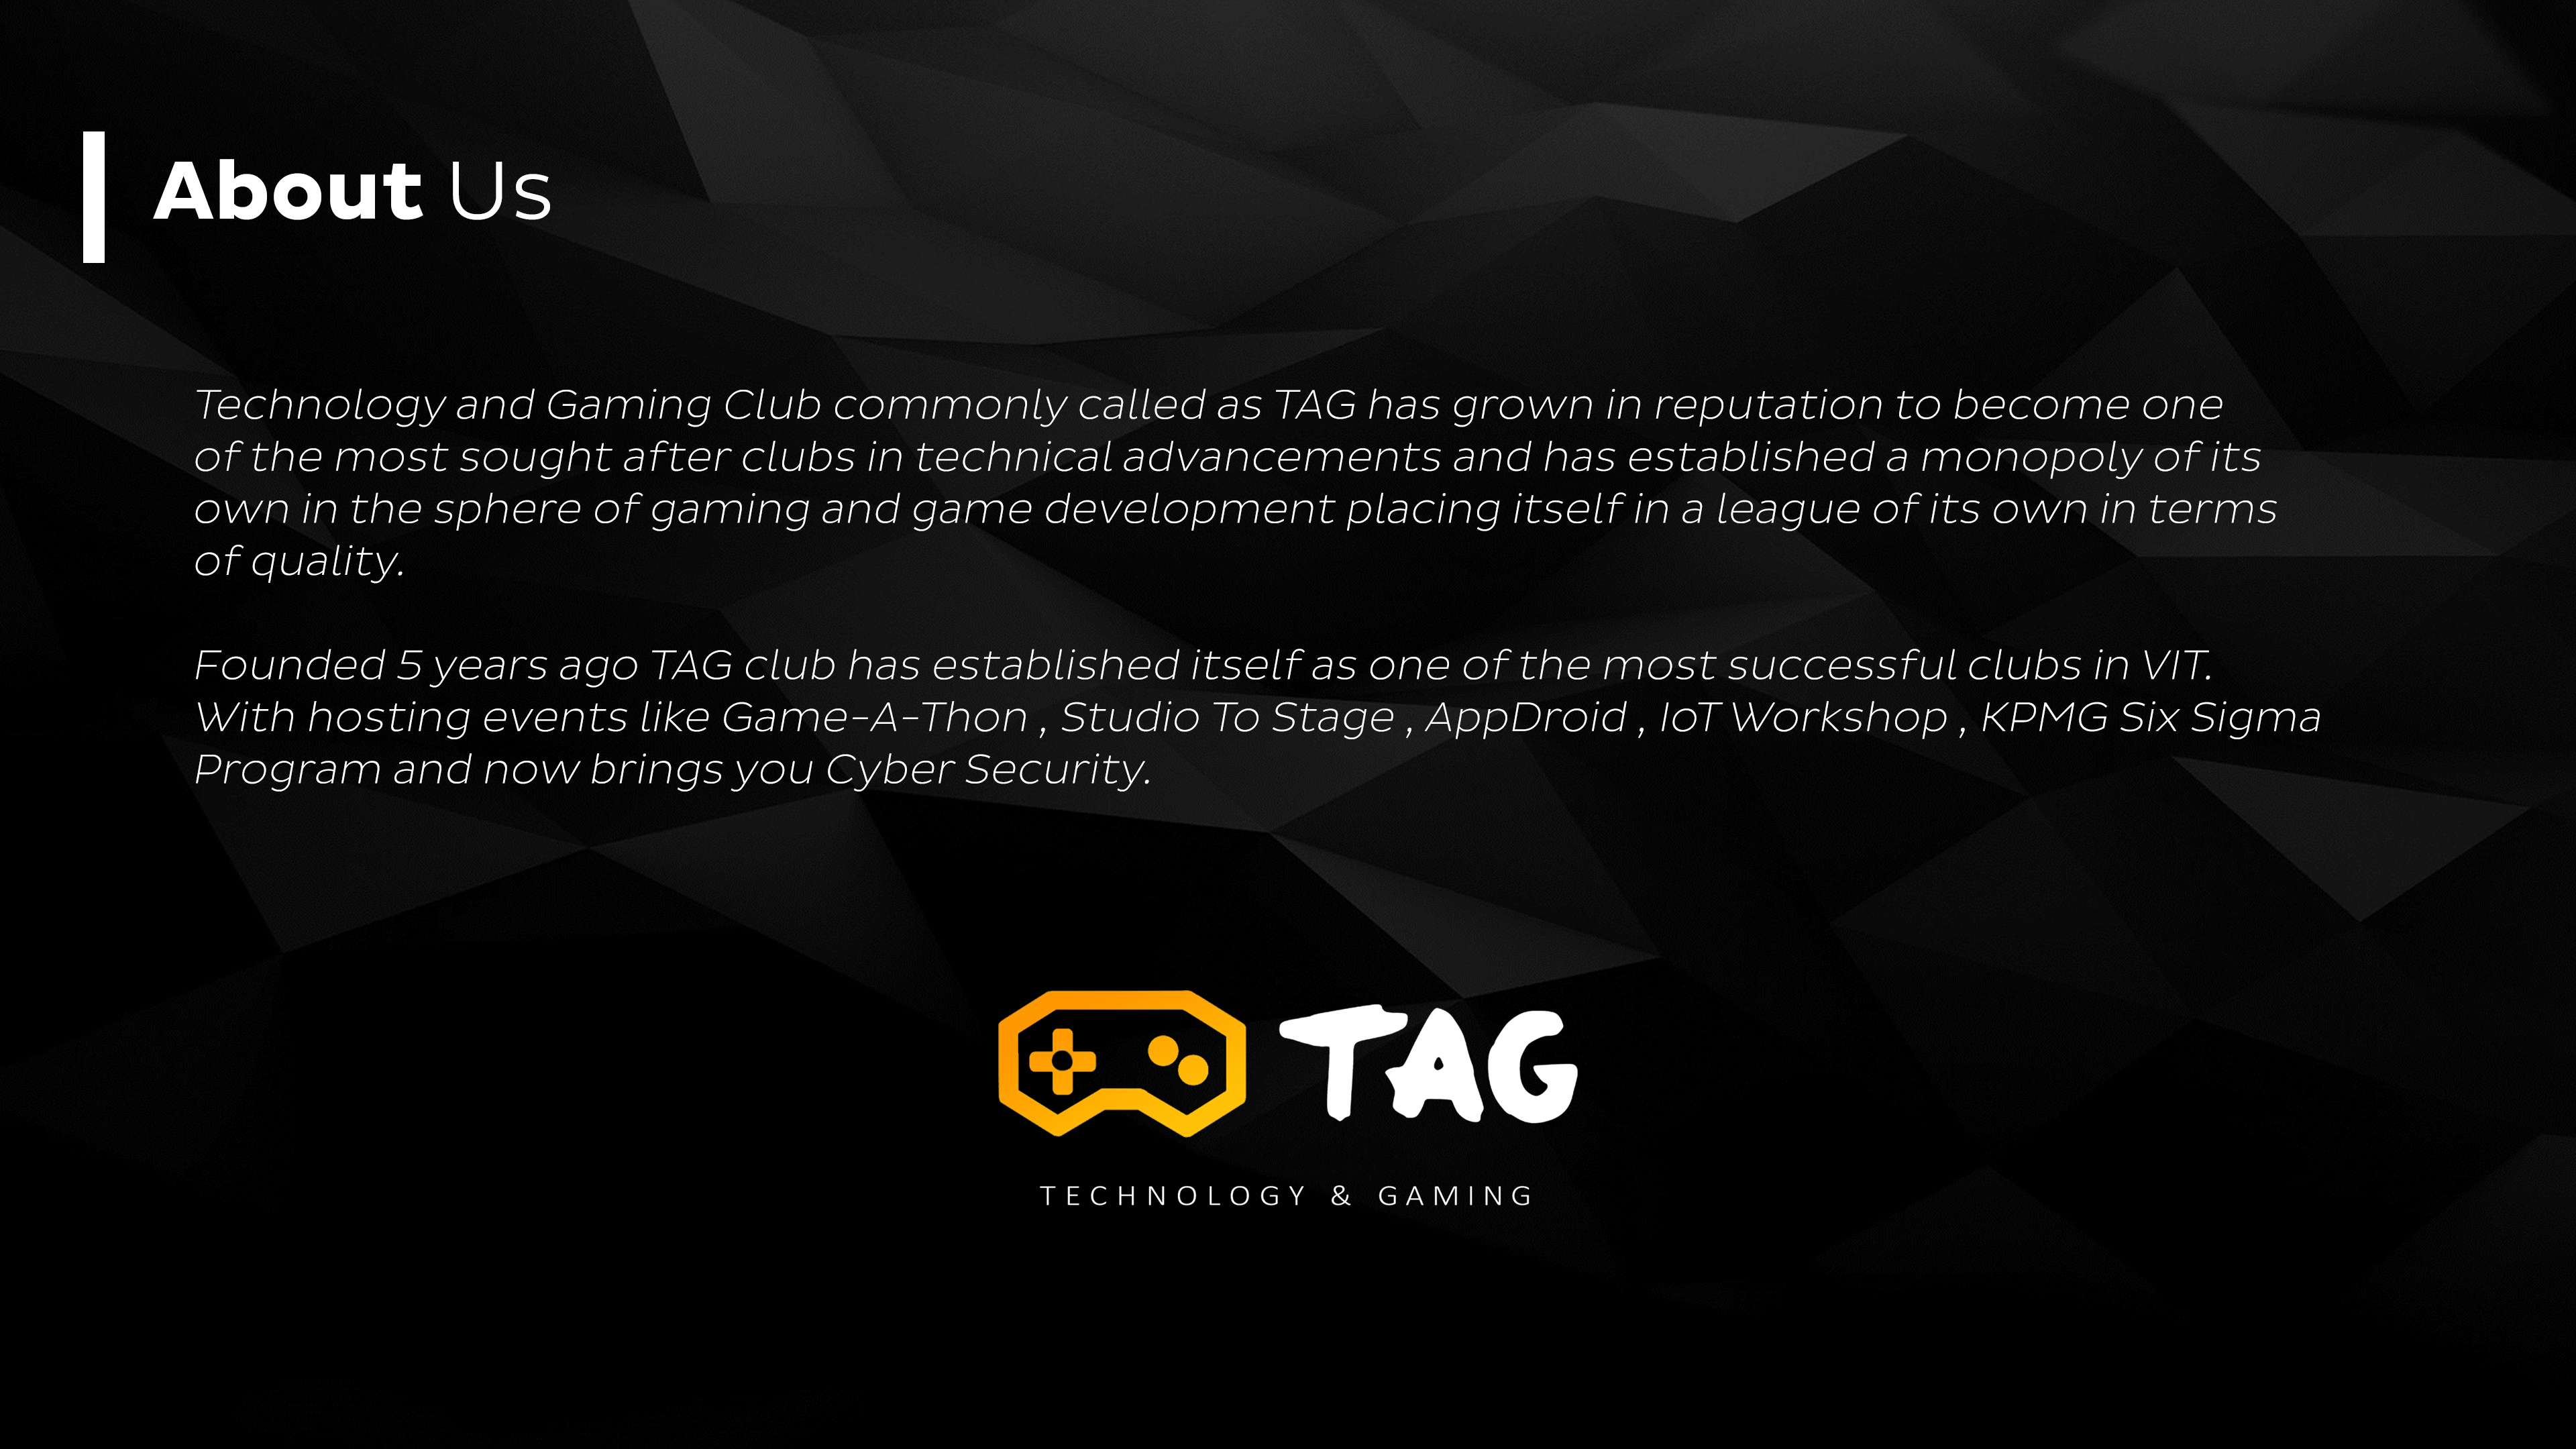 About Us
Technology and Gaming Club commonly called as TAG has grown in reputation to become one
of the most sought after clubs in technical advancements and has established a monopoly of its
own in the sphere of gaming and game development placing itself in a league of its own in terms
of quality.
Founded 5 years ago TAG club has established itself as one of the most successful clubs in VIT.
With hosting events like Game-A-Thon , Studio To Stage , AppDroid , IoT Workshop , KPMG Six Sigma
Program and now brings you Cyber Security.
TAG
TECHNOLOGY & GAMING